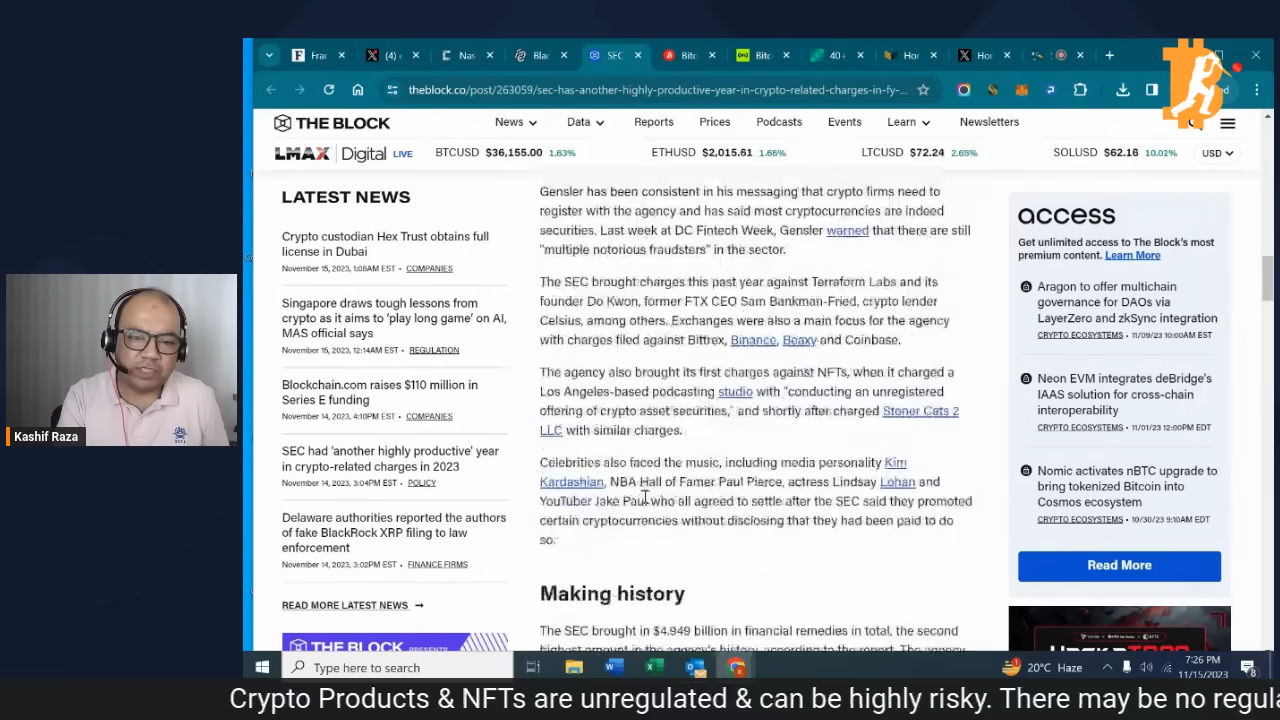 Fran
(4)
Nas
Blac
SEC
Bitc
Bitc
40+
Hor
Hor
theblock.co/post/263059/sec-has-another-highly-productive-year-in-crypto-related-charges-in-fy-...
THE BLOCK
News
Data
Reports
Prices
Podcasts
Events
Learn
Newsletters
LMAX Digital LIVE
BTCUSD $36,155.00 1.63%
ETHUSD $2,015.61 1.66%
LTCUSD $72.24 2.69%
SOLUSD $62.16 10.02%
USD
LATEST NEWS
Crypto custodian Hex Trust obtains full
license in Dubai
November 15, 2023, 1:08AM EST • COMPANIES
Singapore draws tough lessons from
crypto as it aims to 'play long game' on AI,
MAS official says
November 15, 2023, 12:14AM EST • REGULATION
Blockchain.com raises $110 million in
Series E funding
November 14, 2023, 4:10PM EST • COMPANIES
SEC had 'another highly productive' year
in crypto-related charges in 2023
November 14, 2023, 3:04PM EST • POLICY
Delaware authorities reported the authors
of fake BlackRock XRP filing to law
enforcement
November 14, 2023, 3:02PM EST • FINANCE FIRMS
READ MORE LATEST NEWS →
THE BLOCK PRESENTS
Gensler has been consistent in his messaging that crypto firms need to
register with the agency and has said most cryptocurrencies are indeed
securities. Last week at DC Fintech Week, Gensler warned that there are still
"multiple notorious fraudsters" in the sector.
The SEC brought charges this past year against Terraform Labs and its
founder Do Kwon, former FTX CEO Sam Bankman-Fried, crypto lender
Celsius, among others. Exchanges were also a main focus for the agency
with charges filed against Bittrex, Binance, Beaxy and Coinbase.
The agency also brought its first charges against NFTs, when it charged a
Los Angeles-based podcasting studio with "conducting an unregistered
offering of crypto asset securities," and shortly after charged Stoner Cats 2
LLC with similar charges.
Celebrities also faced the music, including media personality Kim
Kardashian, NBA Hall of Famer Paul Pierce, actress Lindsay Lohan and
YouTuber Jake Paul who all agreed to settle after the SEC said they promoted
certain cryptocurrencies without disclosing that they had been paid to do
so.
Making history
The SEC brought in $4.949 billion in financial remedies in total, the second
highest amount in the agency's history according to the report. The agency
access
Get unlimited access to The Block's most
premium content. Learn More
Aragon to offer multichain
governance for DAOs via
LayerZero and zkSync integration
CRYPTO ECOSYSTEMS • 11/09/23 10:00AM EST
Neon EVM integrates deBridge's
IAAS solution for cross-chain
interoperability
CRYPTO ECOSYSTEMS • 11/01/23 12:00PM EDT
Nomic activates nBTC upgrade to
bring tokenized Bitcoin into
Cosmos ecosystem
CRYPTO ECOSYSTEMS • 10/30/23 9:10AM EDT
Read More
Kashif Raza
Type here to search
20°C Haze
7:26 PM
11/15/2023
8
Crypto Products & NFTs are unregulated & can be highly risky. There may be no regula